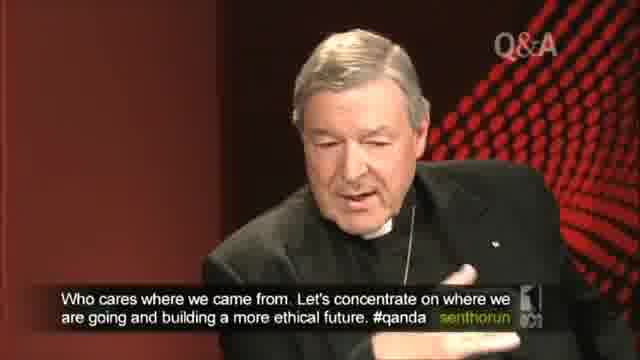 Q&A
Who cares where we came from. Let's concentrate on where we
are going and building a more ethical future. #qanda senthorun